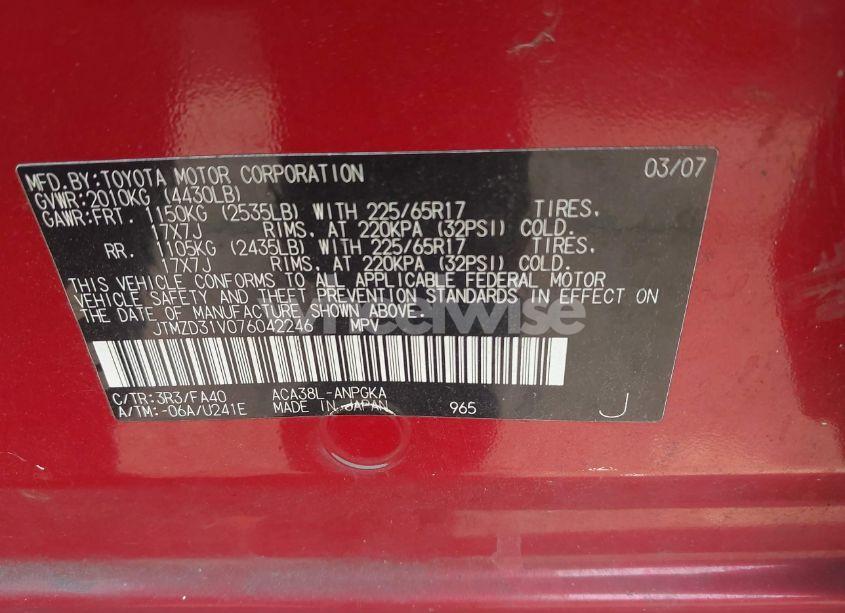 MFD.BY:TOYOTA MOTOR CORPORATION 03/07
GVWR:2010KG (4430LB)
GAWR:FRT. 1150KG (2535LB) WITH 225/65R17 TIRES.
17X7J RIMS. AT 220KPA (32PSI) COLD.
RR. 1105KG (2435LB) WITH 225/65R17 TIRES.
17X7J RIMS. AT 220KPA (32PSI) COLD.
THIS VEHICLE CONFORMS TO ALL APPLICABLE FEDERAL MOTOR
VEHICLE SAFETY AND THEFT PREVENTION STANDARDS IN EFFECT ON
THE DATE OF MANUFACTURE SHOWN ABOVE.
JTMZD31V076042246 MPV
C/TR:3R3/FA40 ACA38L-ANPGKA
A/TM:-06A/U241E MADE IN JAPAN 965 J